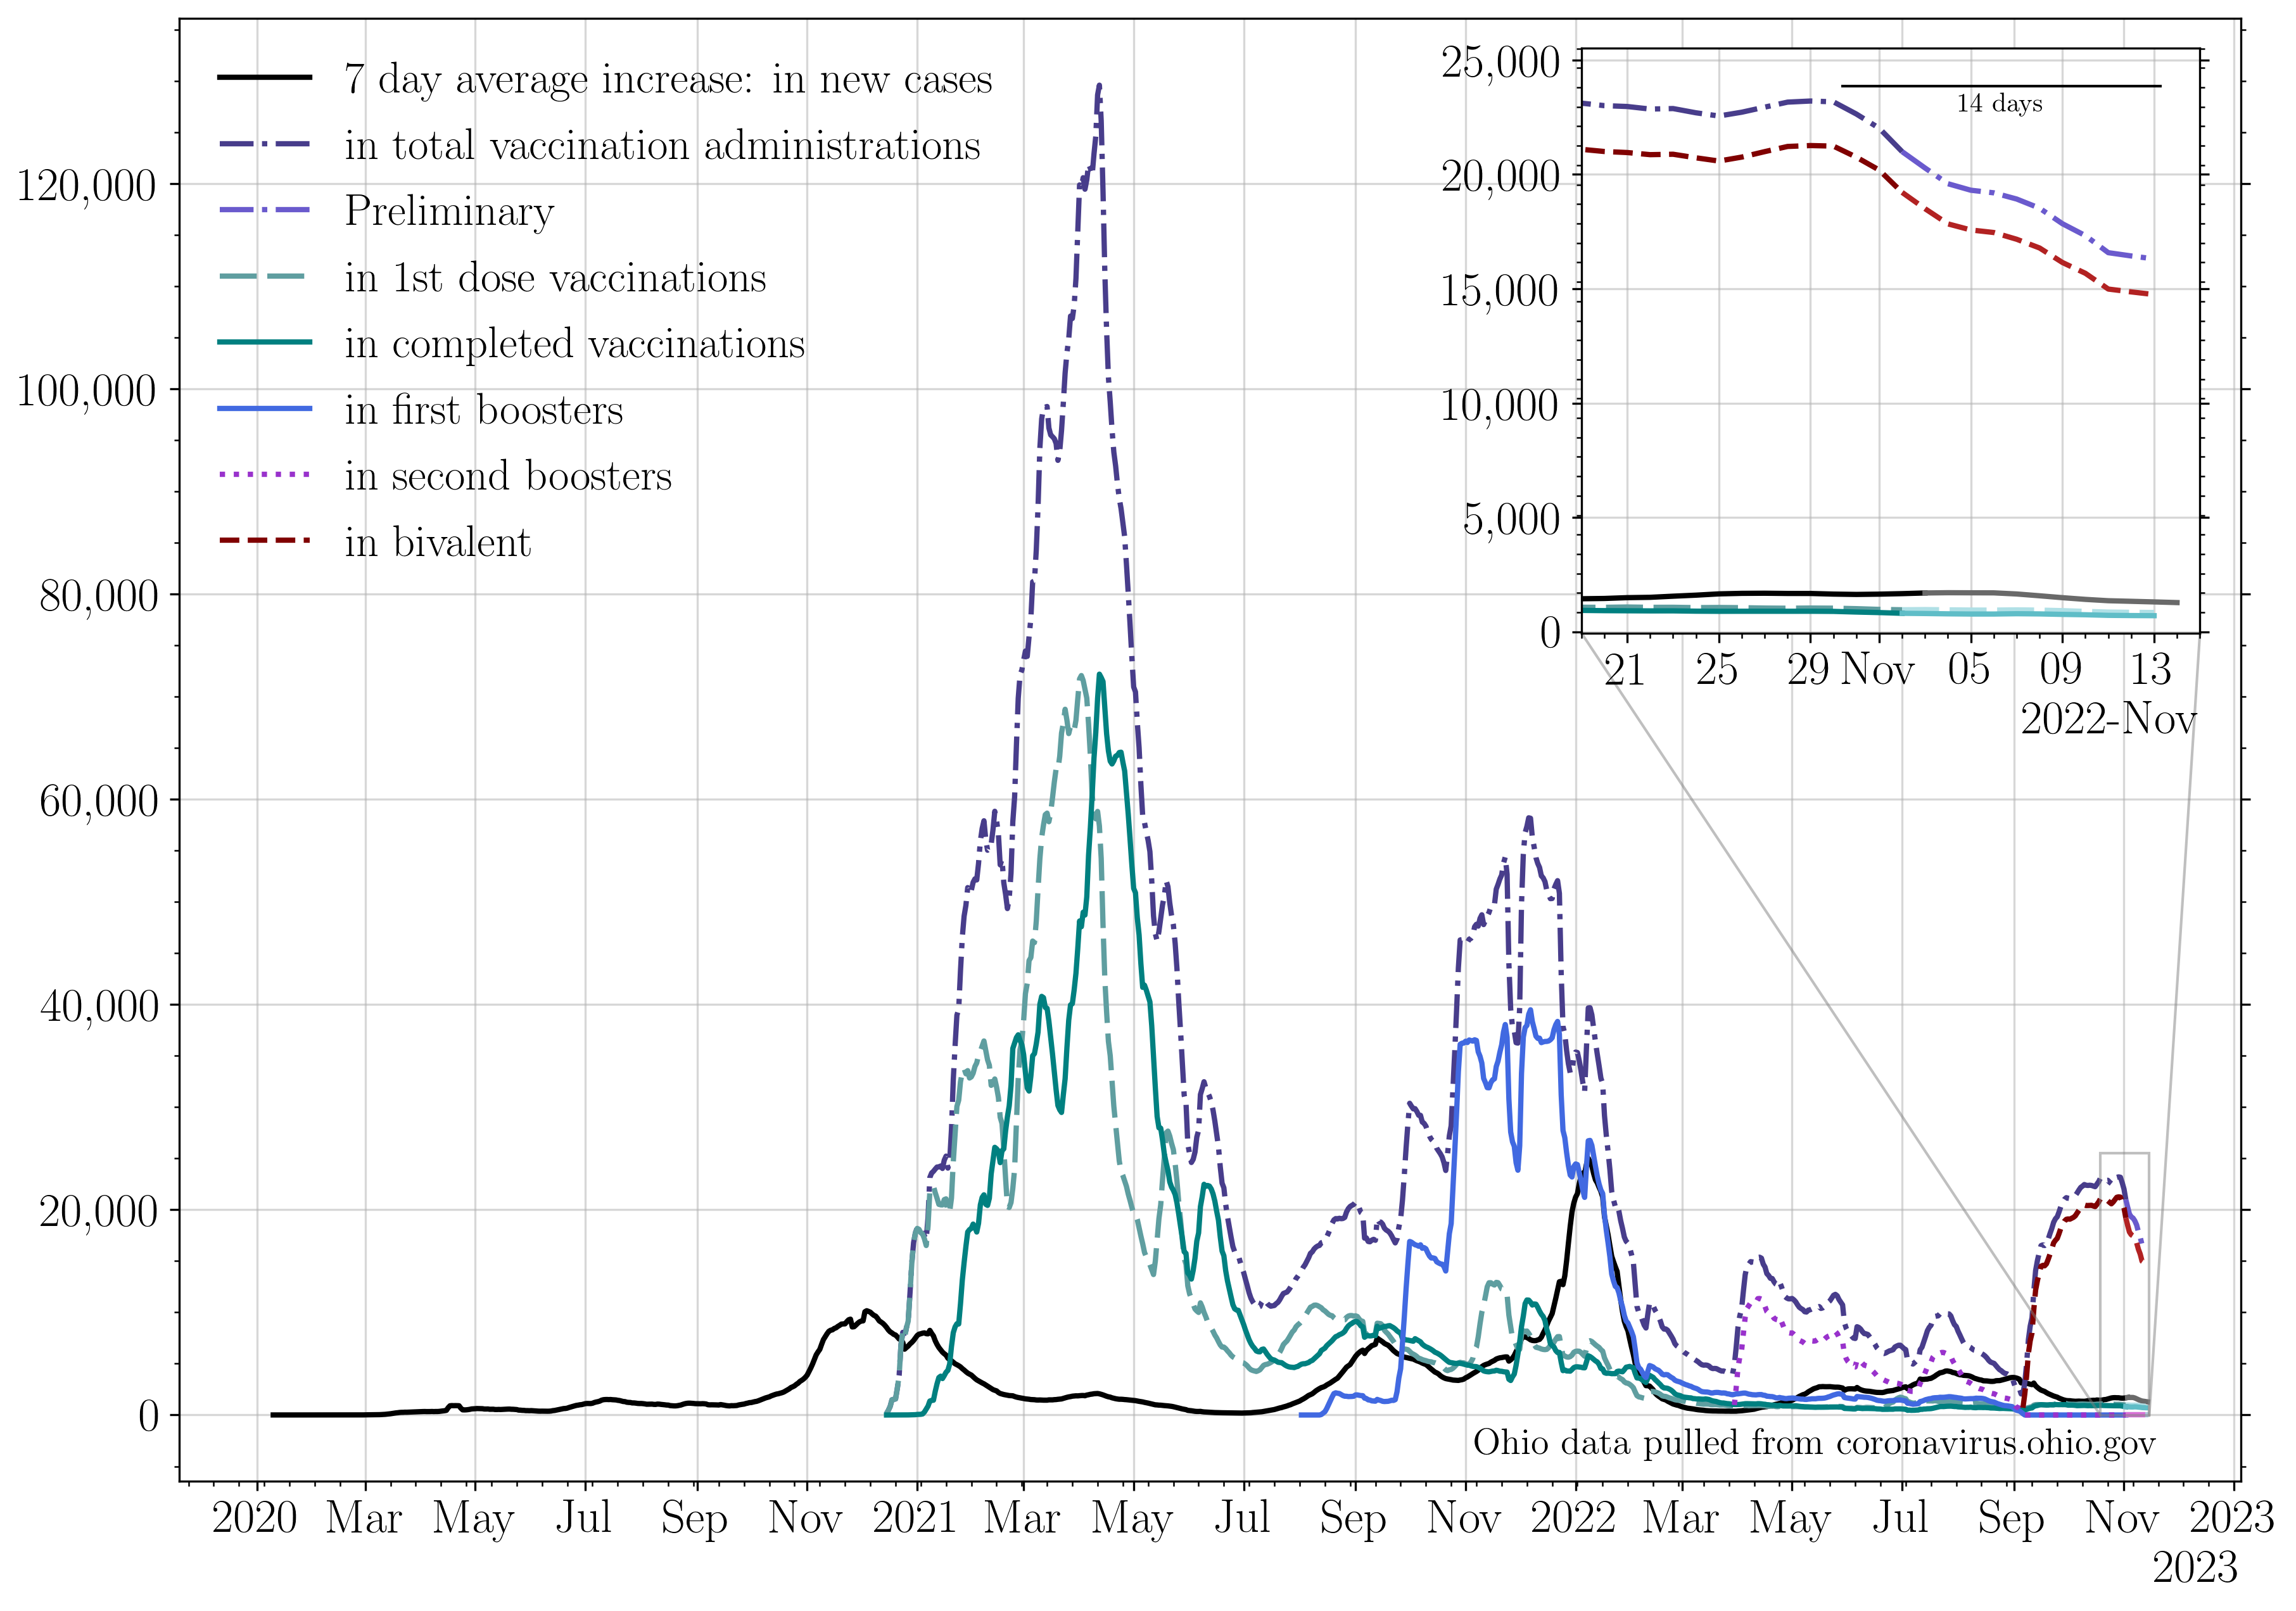 7 day average increase: in new cases
in total vaccination administrations
Preliminary
in 1st dose vaccinations
in completed vaccinations
in first boosters
in second boosters
in bivalent
120,000
100,000
80,000
60,000
40,000
20,000
0
25,000
20,000
15,000
10,000
5,000
0
14 days
21 25 29 Nov 05 09 13
2022-Nov
Ohio data pulled from coronavirus.ohio.gov
2020 Mar May Jul Sep Nov 2021 Mar May Jul Sep Nov 2022 Mar May Jul Sep Nov 2023
2023